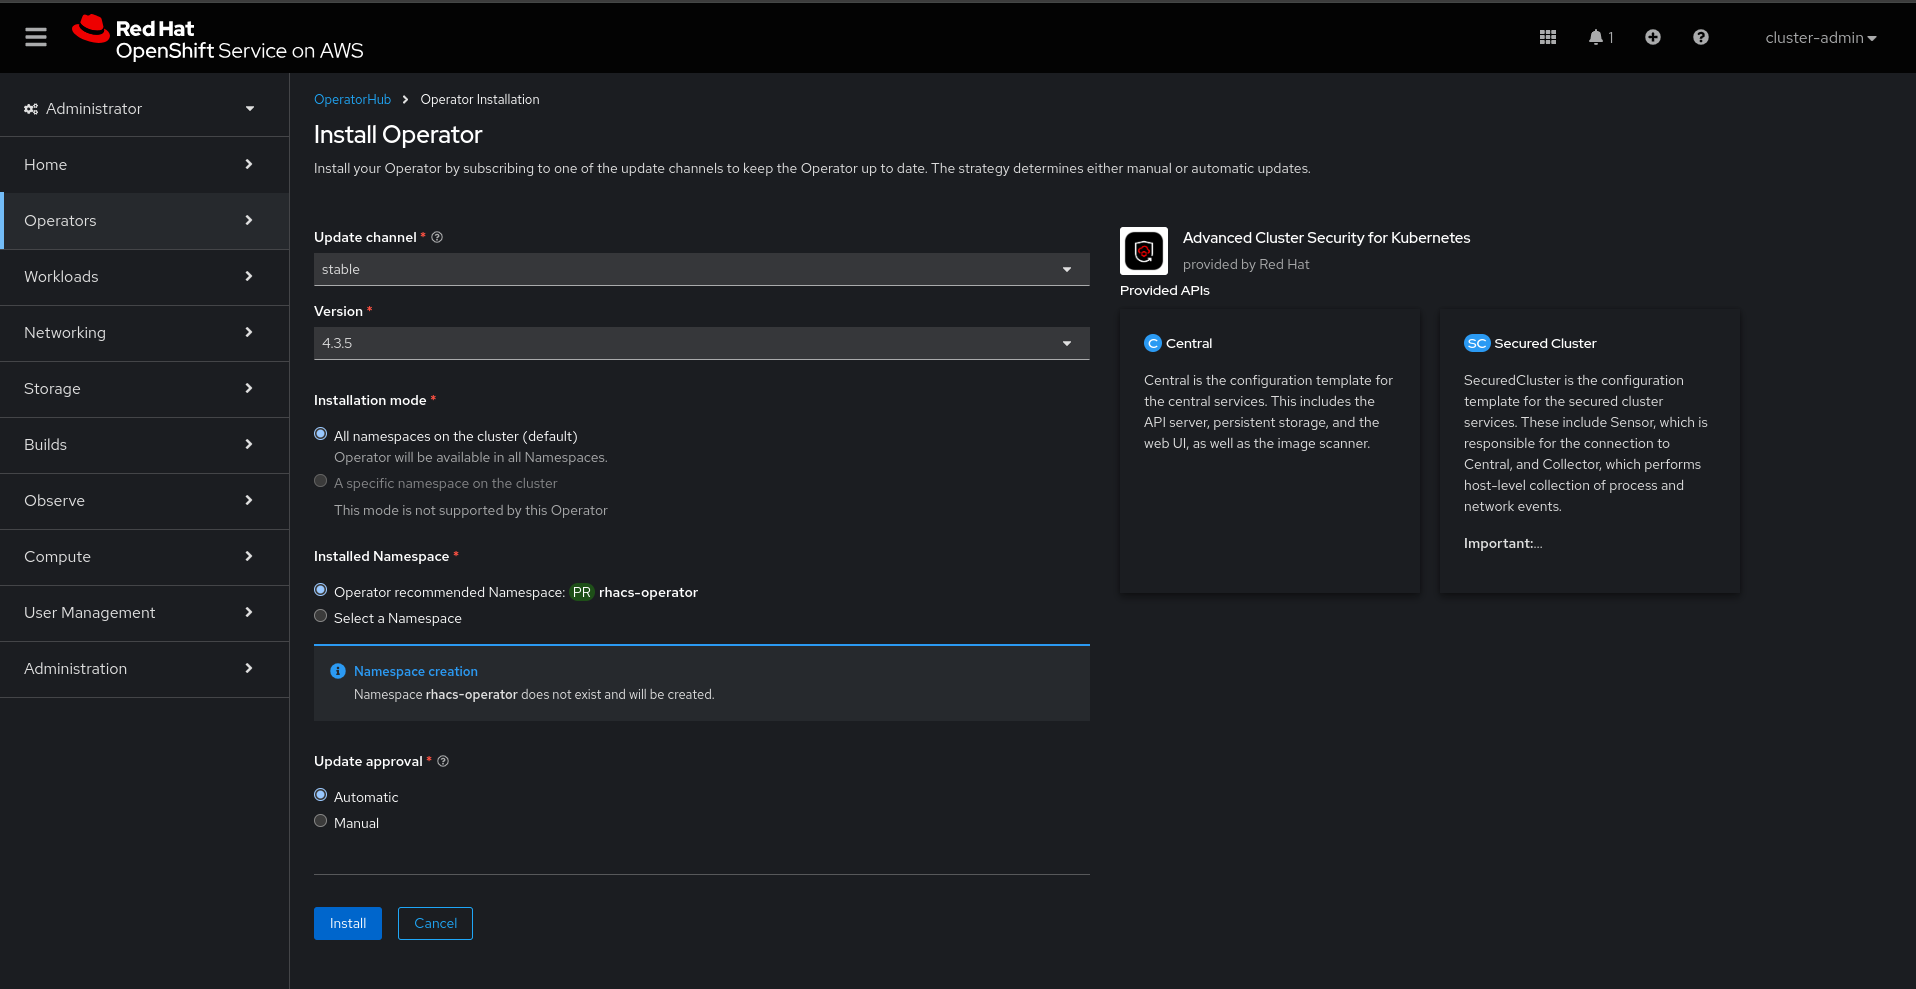 Red Hat
OpenShift Service on AWS
1
cluster-admin
Administrator
Home
Operators
Workloads
Networking
Storage
Builds
Observe
Compute
User Management
Administration
OperatorHub > Operator Installation
Install Operator
Install your Operator by subscribing to one of the update channels to keep the Operator up to date. The strategy determines either manual or automatic updates.
Update channel *
stable
Version *
4.3.5
Installation mode *
All namespaces on the cluster (default)
Operator will be available in all Namespaces.
A specific namespace on the cluster
This mode is not supported by this Operator
Installed Namespace *
Operator recommended Namespace: PR rhacs-operator
Select a Namespace
Namespace creation
Namespace rhacs-operator does not exist and will be created.
Update approval *
Automatic
Manual
Install Cancel
Advanced Cluster Security for Kubernetes
provided by Red Hat
Provided APIs
C Central
Central is the configuration template for
the central services. This includes the
API server, persistent storage, and the
web UI, as well as the image scanner.
SC Secured Cluster
SecuredCluster is the configuration
template for the secured cluster
services. These include Sensor, which is
responsible for the connection to
Central, and Collector, which performs
host-level collection of process and
network events.
Important:...